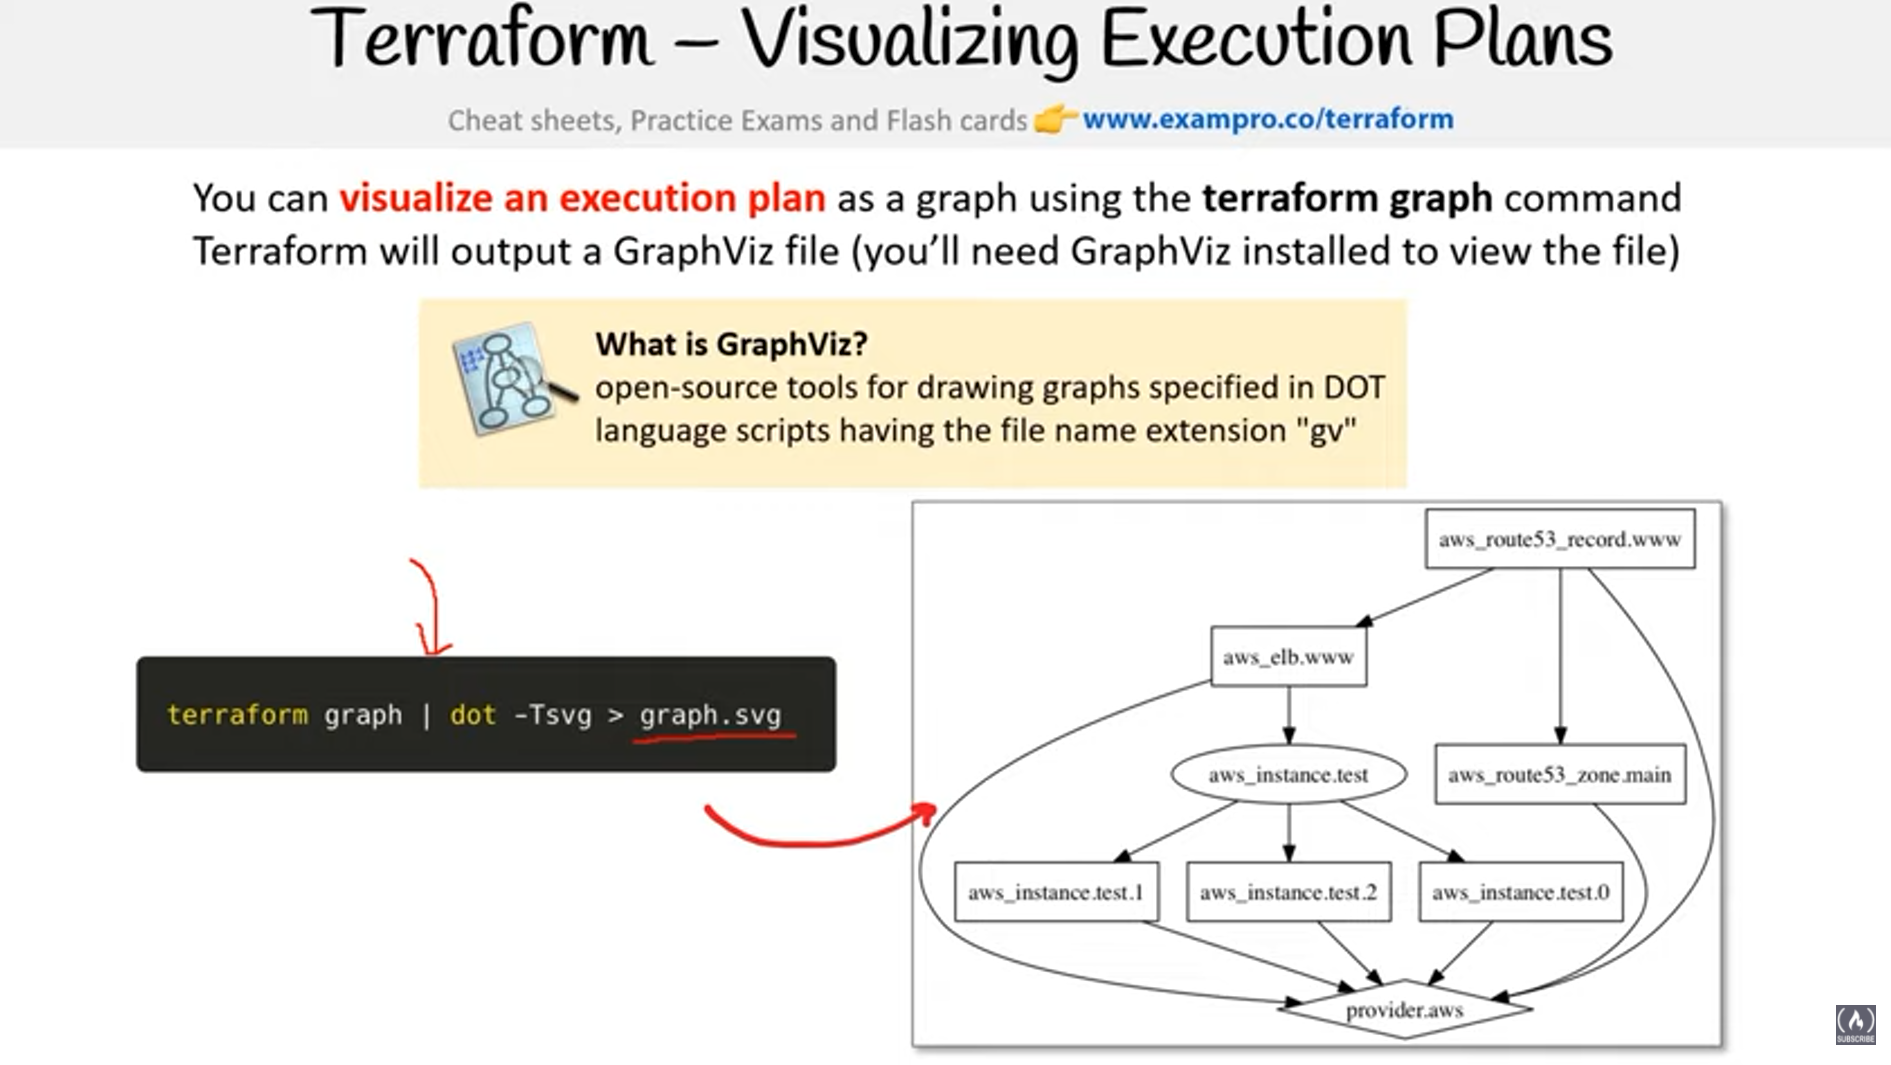 Terraform – Visualizing Execution Plans
Cheat sheets, Practice Exams and Flash cards 👉 www.exampro.co/terraform
You can visualize an execution plan as a graph using the terraform graph command
Terraform will output a GraphViz file (you’ll need GraphViz installed to view the file)
What is GraphViz?
open-source tools for drawing graphs specified in DOT
language scripts having the file name extension "gv"
terraform graph | dot -Tsvg > graph.svg
aws_route53_record.www
aws_elb.www
aws_instance.test
aws_route53_zone.main
aws_instance.test.1
aws_instance.test.2
aws_instance.test.0
provider.aws
SUBSCRIBE